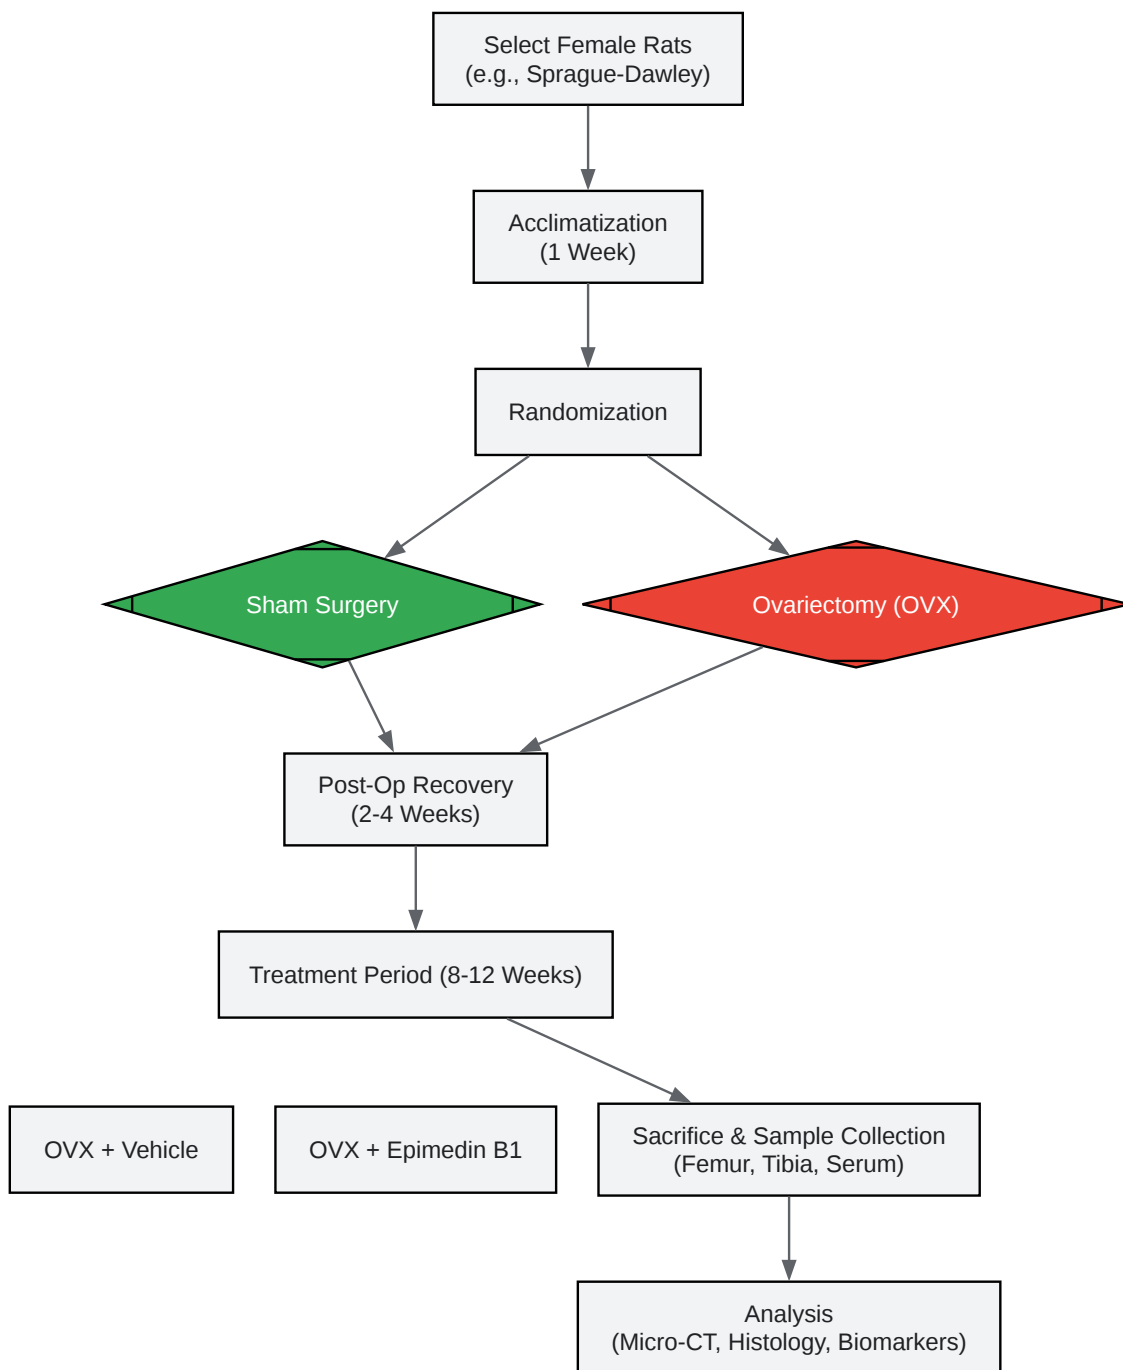 Select Female Rats
(e.g., Sprague-Dawley)
Acclimatization
(1 Week)
Randomization
Sham Surgery
Ovariectomy (OVX)
Post-Op Recovery
(2-4 Weeks)
Treatment Period (8-12 Weeks)
OVX + Vehicle
OVX + Epimedin B1
Sacrifice & Sample Collection
(Femur, Tibia, Serum)
Analysis
(Micro-CT, Histology, Biomarkers)